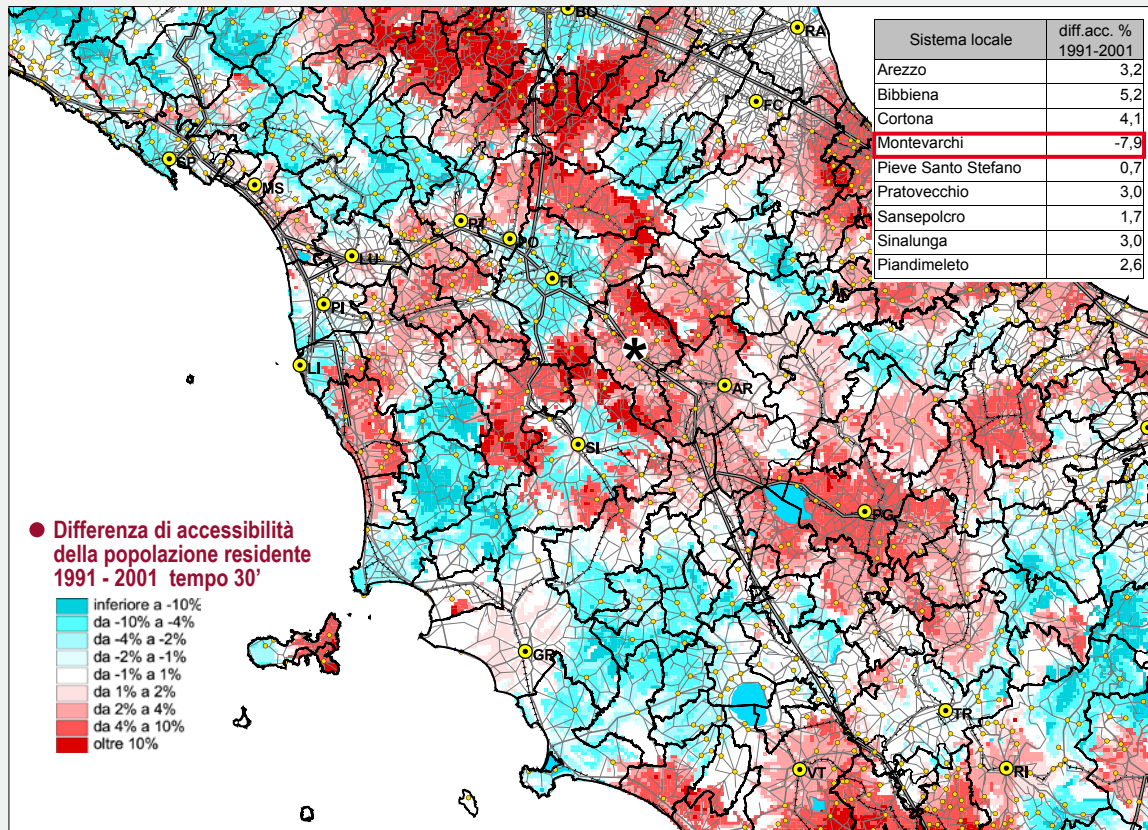 BO
RA
FC
SP
MS
PT
PO
LU
FI
PI
LI
AR
SI
PG
GR
TR
VT
RI
*
Sistema locale diff.acc. % 1991-2001
Arezzo 3,2
Bibbiena 5,2
Cortona 4,1
Montevarchi -7,9
Pieve Santo Stefano 0,7
Pratovecchio 3,0
Sansepolcro 1,7
Sinalunga 3,0
Piandimeleto 2,6
● Differenza di accessibilità
della popolazione residente
1991 - 2001 tempo 30'
inferiore a -10%
da -10% a -4%
da -4% a -2%
da -2% a -1%
da -1% a 1%
da 1% a 2%
da 2% a 4%
da 4% a 10%
oltre 10%